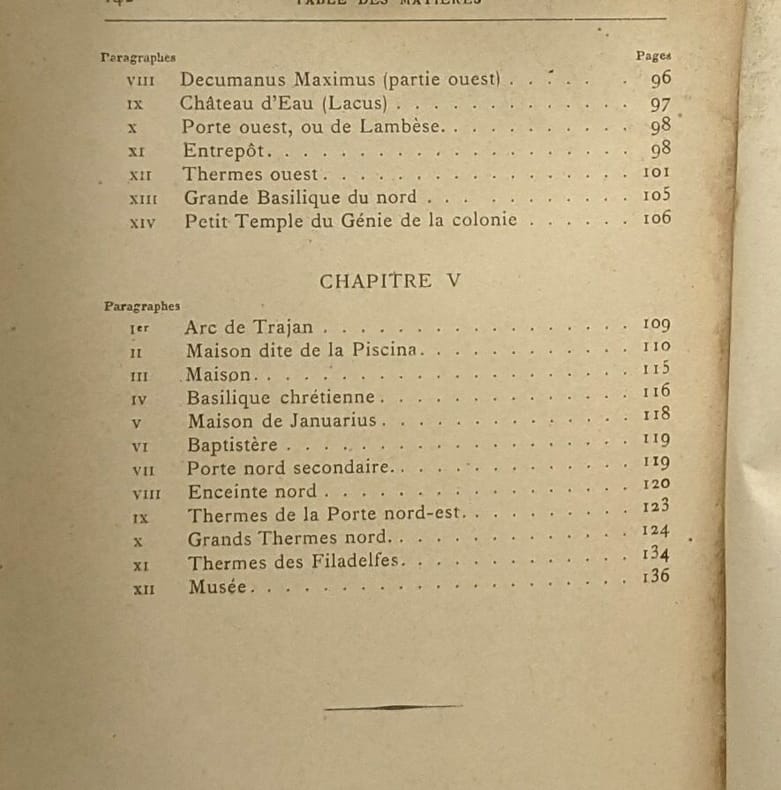 TABLE DES MATIÈRES
Paragraphes Pages
VIII Decumanus Maximus (partie ouest) . . . . . 96
IX Château d'Eau (Lacus) . . . . . . . . . . . . . 97
X Porte ouest, ou de Lambèse. . . . . . . . . . . 98
XI Entrepôt. . . . . . . . . . . . . . . . . . . . 98
XII Thermes ouest . . . . . . . . . . . . . . . . 101
XIII Grande Basilique du nord . . . . . . . . . . 105
XIV Petit Temple du Génie de la colonie . . . . . . 106
CHAPITRE V
Paragraphes
Ier Arc de Trajan . . . . . . . . . . . . . . . . . 109
II Maison dite de la Piscina. . . . . . . . . . . . 110
III Maison. . . . . . . . . . . . . . . . . . . . . 115
IV Basilique chrétienne . . . . . . . . . . . . . . 116
V Maison de Januarius . . . . . . . . . . . . . . 118
VI Baptistère . . . . . . . . . . . . . . . . . . . 119
VII Porte nord secondaire. . . . . . . . . . . . . . 119
VIII Enceinte nord . . . . . . . . . . . . . . . . . 120
IX Thermes de la Porte nord-est. . . . . . . . . . 123
X Grands Thermes nord. . . . . . . . . . . . . . . 124
XI Thermes des Filadelfes. . . . . . . . . . . . . . 134
XII Musée . . . . . . . . . . . . . . . . . . . . . 136